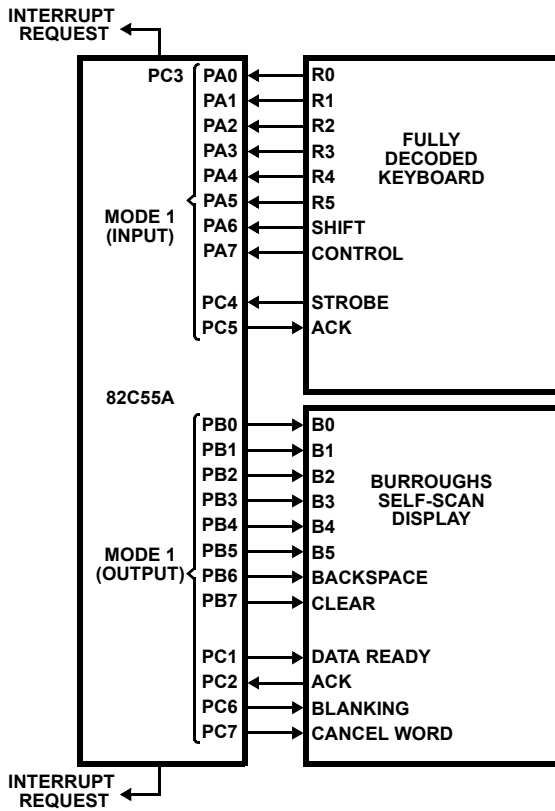 INTERRUPT
REQUEST
PC3 PA0 R0
PA1 R1
PA2 R2
PA3 R3
PA4 R4
PA5 R5
PA6 SHIFT
PA7 CONTROL
MODE 1
(INPUT)
FULLY
DECODED
KEYBOARD
PC4 STROBE
PC5 ACK
82C55A
PB0 B0
PB1 B1
PB2 B2
PB3 B3
PB4 B4
PB5 B5
PB6 BACKSPACE
PB7 CLEAR
MODE 1
(OUTPUT)
BURROUGHS
SELF-SCAN
DISPLAY
PC1 DATA READY
PC2 ACK
PC6 BLANKING
PC7 CANCEL WORD
INTERRUPT
REQUEST